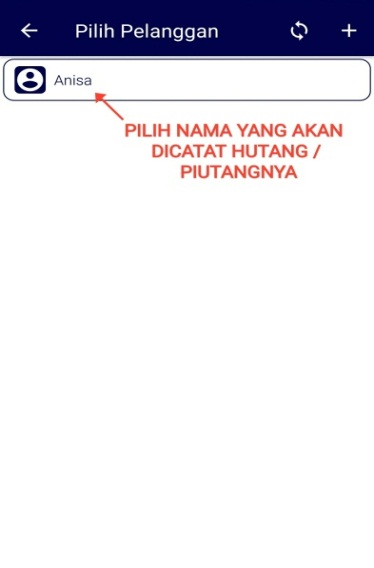 Pilih Pelanggan
Anisa
PILIH NAMA YANG AKAN
DICATAT HUTANG /
PIUTANGNYA